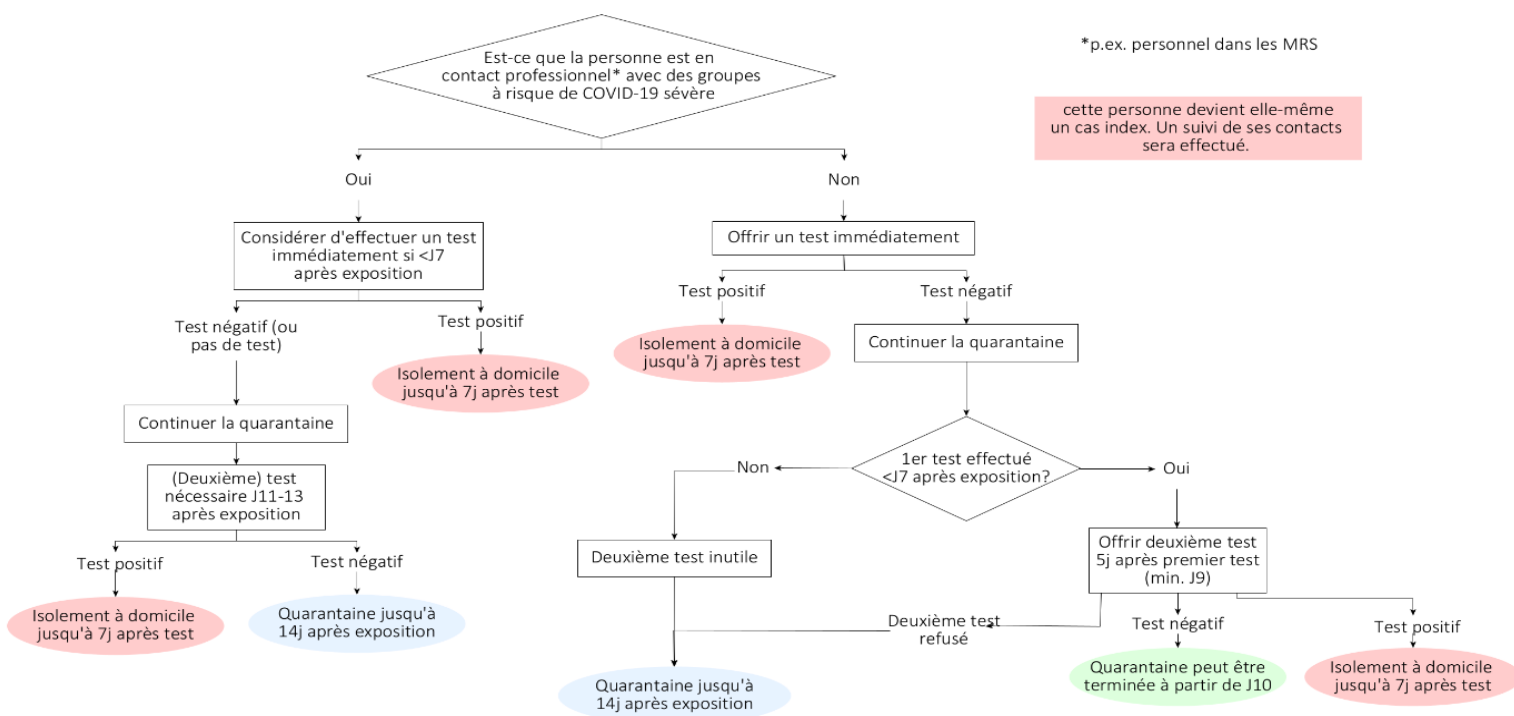 Est-ce que la personne est en
contact professionnel* avec des groupes
à risque de COVID-19 sévère
*p.ex. personnel dans les MRS
cette personne devient elle-même
un cas index. Un suivi de ses contacts
sera effectué.
Oui
Non
Considérer d'effectuer un test
immédiatement si <J7
après exposition
Offrir un test immédiatement
Test négatif (ou
pas de test)
Test positif
Test positif
Test négatif
Isolement à domicile
jusqu'à 7j après test
Isolement à domicile
jusqu'à 7j après test
Continuer la quarantaine
Continuer la quarantaine
(Deuxième) test
nécessaire J11-13
après exposition
Non
1er test effectué
<J7 après exposition?
Oui
Test positif
Test négatif
Deuxième test inutile
Offrir deuxième test
5j après premier test
(min. J9)
Isolement à domicile
jusqu'à 7j après test
Quarantaine jusqu'à
14j après exposition
Deuxième test
refusé
Test négatif
Test positif
Quarantaine jusqu'à
14j après exposition
Quarantaine peut être
terminée à partir de J10
Isolement à domicile
jusqu'à 7j après test